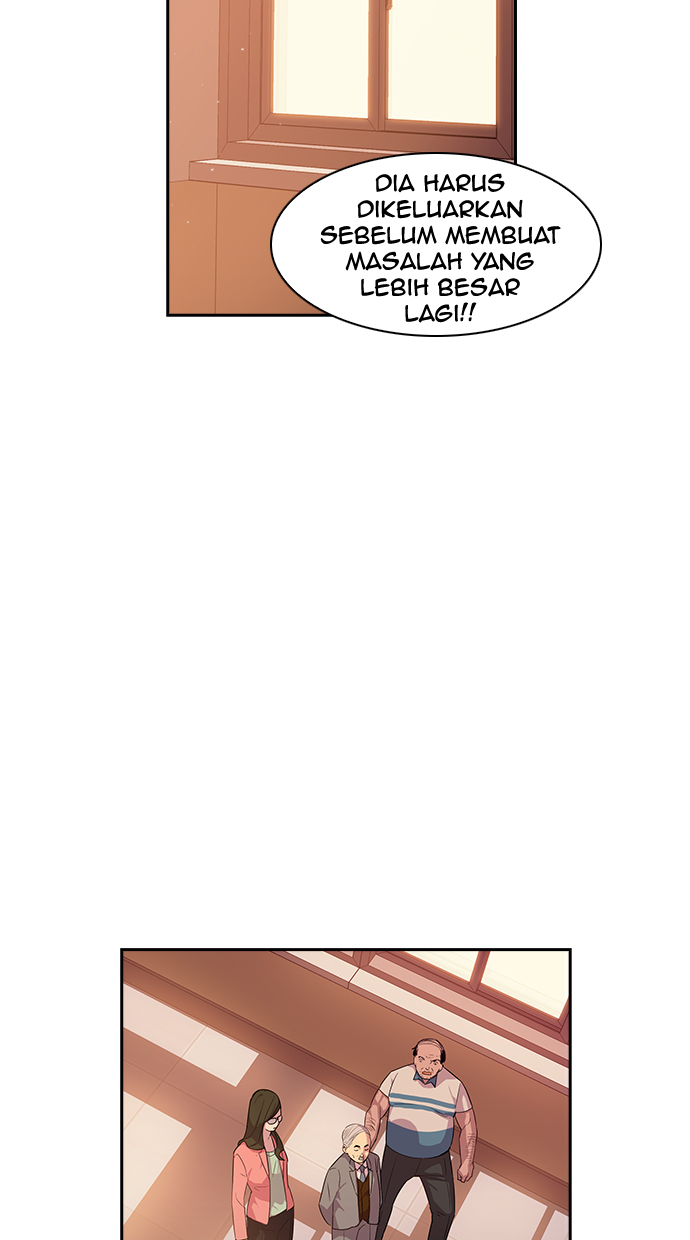 DIA HARUS
DIKELUARKAN
SEBELUM MEMBUAT
MASALAH YANG
LEBIH BESAR
LAGI!!